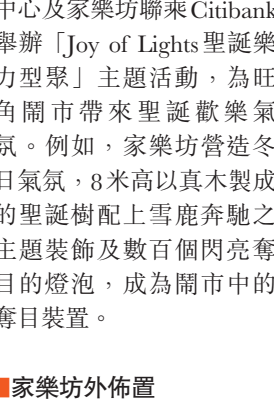 中心及家樂坊聯乘Citibank
舉辦「Joy of Lights聖誕樂
力型聚」主題活動，為旺
角鬧市帶來聖誕歡樂氣
氛。例如，家樂坊營造冬
日氣氛，8米高以真木製成
的聖誕樹配上雪鹿奔馳之
主題裝飾及數百個閃亮奪
目的燈泡，成為鬧市中的
奪目裝置。
■家樂坊外佈置